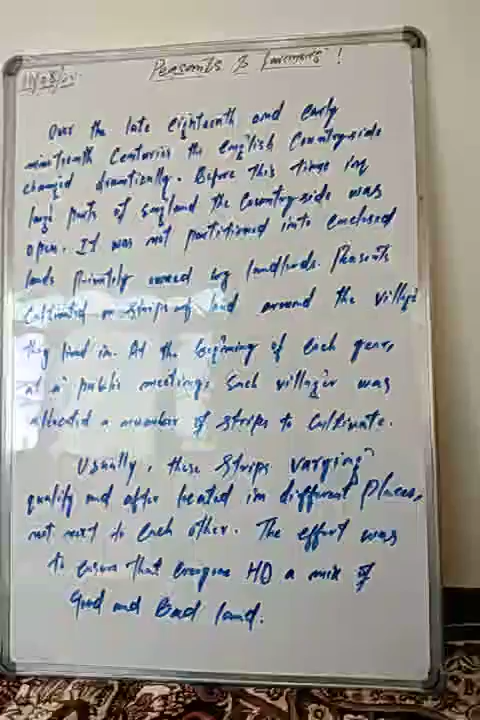 Peasants & farmers !
Over the late eighteenth and early
nineteenth Centuries the english Countryside
changed dramatically. Before this time in
large parts of England the Countryside was
open. It was not partitioned into enclosed
lands privately owned by landlords. Peasants
Cultivated on strips of land around the village
they lived in. At the beginning of each year,
at a public meeting, each villager was
allocated a number of strips to Cultivate.
Usually, these strips varying
quality and often located in different Places,
not next to each other. The effort was
to ensure that everyone HD a mix of
Good and Bad land.